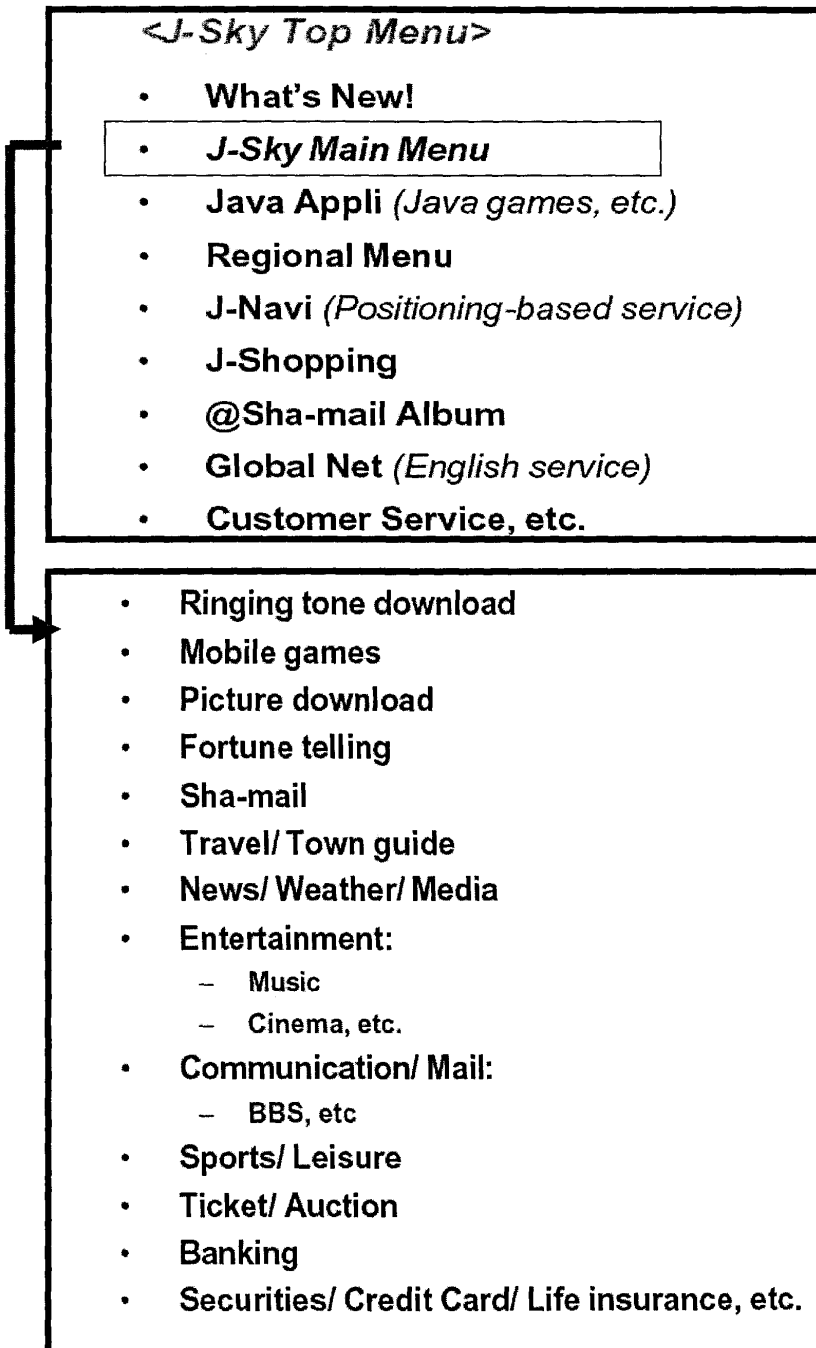 <J-Sky Top Menu>
• What's New!
• J-Sky Main Menu
• Java Appli (Java games, etc.)
• Regional Menu
• J-Navi (Positioning-based service)
• J-Shopping
• @Sha-mail Album
• Global Net (English service)
• Customer Service, etc.
• Ringing tone download
• Mobile games
• Picture download
• Fortune telling
• Sha-mail
• Travel/ Town guide
• News/ Weather/ Media
• Entertainment:
– Music
– Cinema, etc.
• Communication/ Mail:
– BBS, etc
• Sports/ Leisure
• Ticket/ Auction
• Banking
• Securities/ Credit Card/ Life insurance, etc.